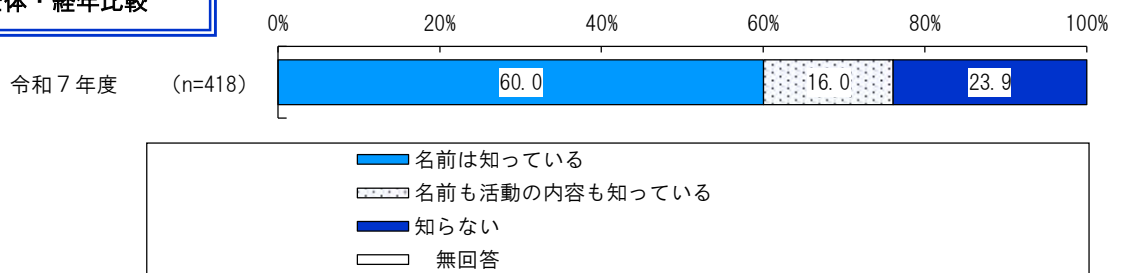 体・経年比較
0% 20% 40% 60% 80% 100%
令和７年度 (n=418) 60.0 16.0 23.9
名前は知っている
名前も活動の内容も知っている
知らない
無回答